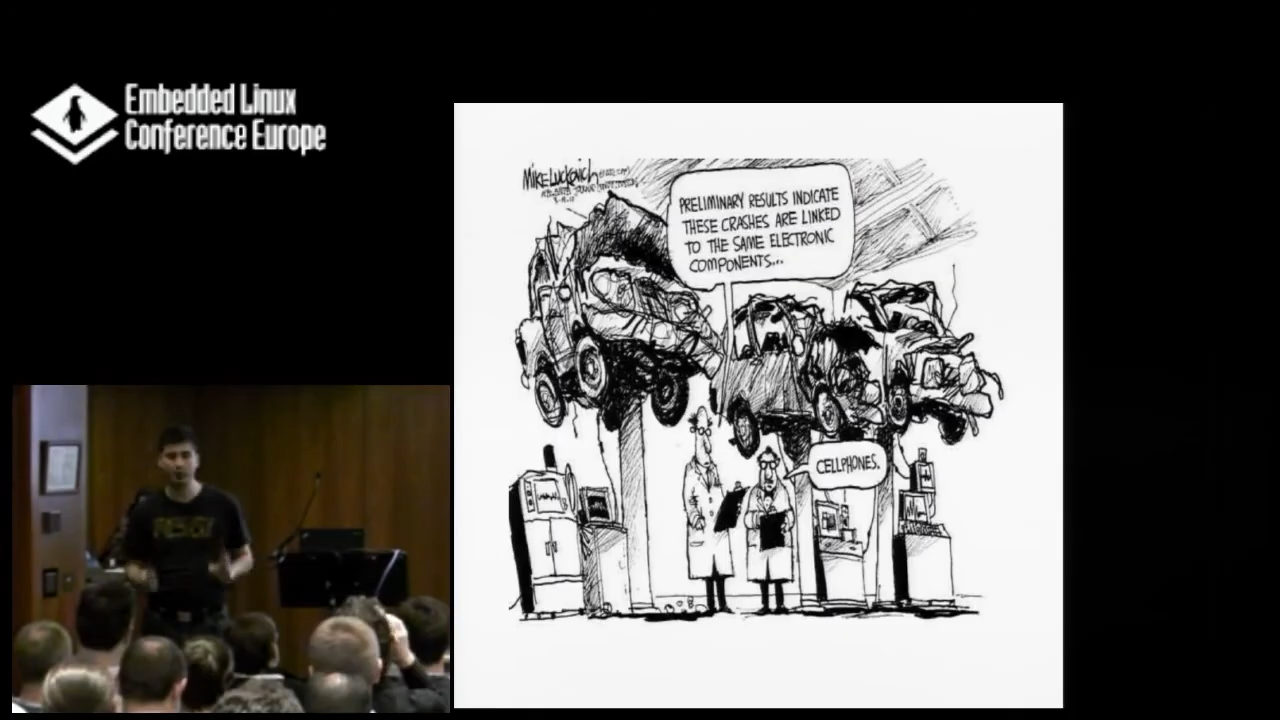 Embedded Linux
Conference Europe
MIKE LUCKOVICH
PRELIMINARY RESULTS INDICATE
THESE CRASHES ARE LINKED
TO THE SAME ELECTRONIC
COMPONENTS...
CELLPHONES.